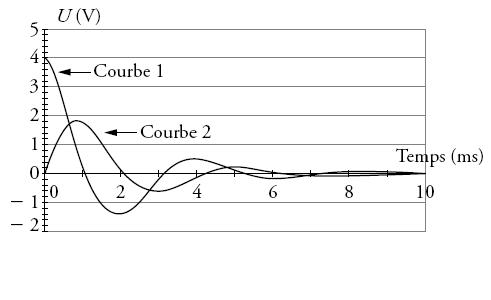 U (V)
5
4
Courbe 1
3
2
Courbe 2
1
Temps (ms)
0
0 2 4 6 8 10
– 1
– 2